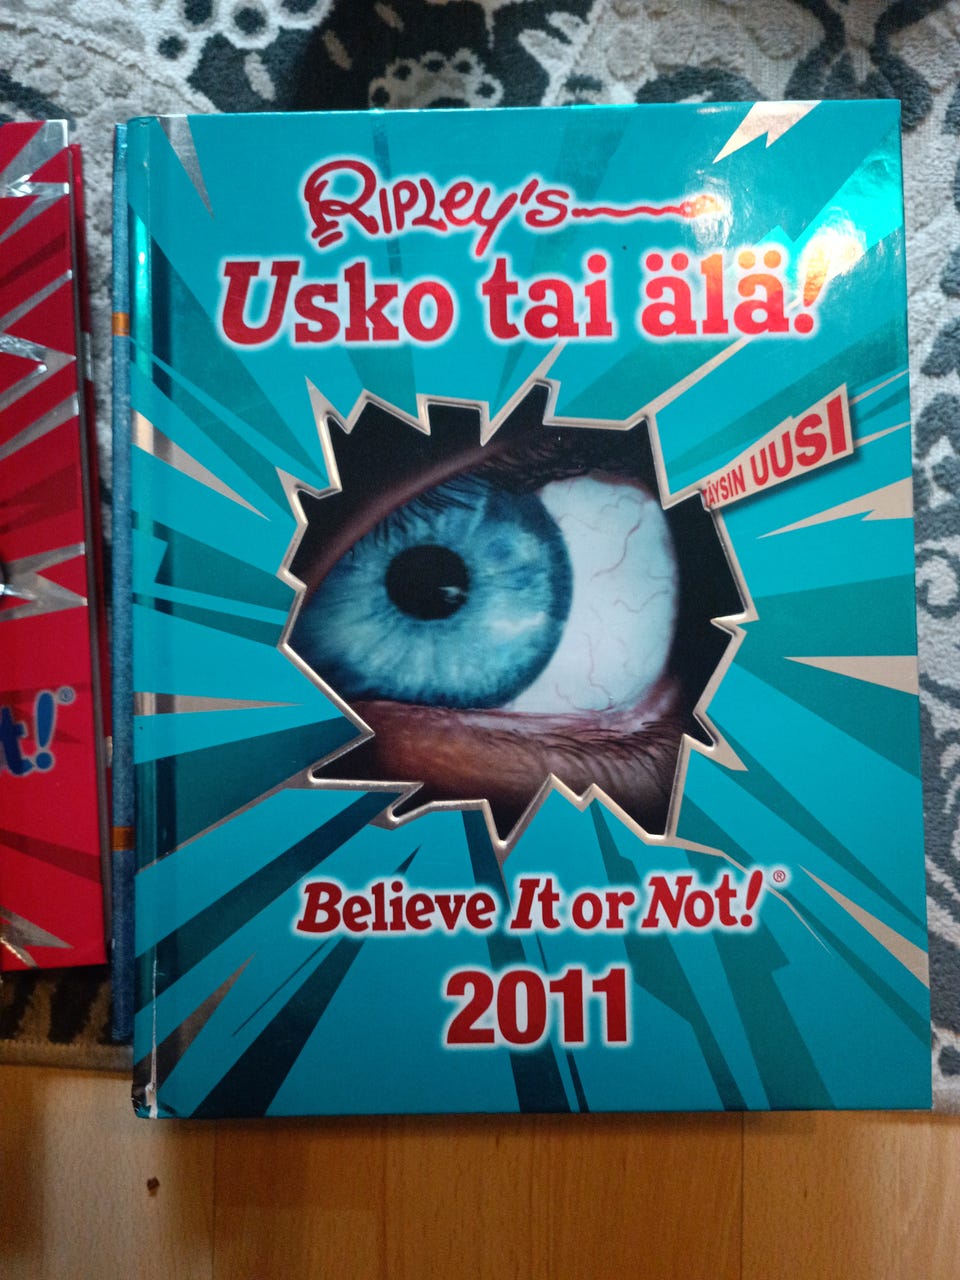 Ripley's
Usko tai älä!
TÄYSIN UUSI
t!®
Believe It or Not!®
2011